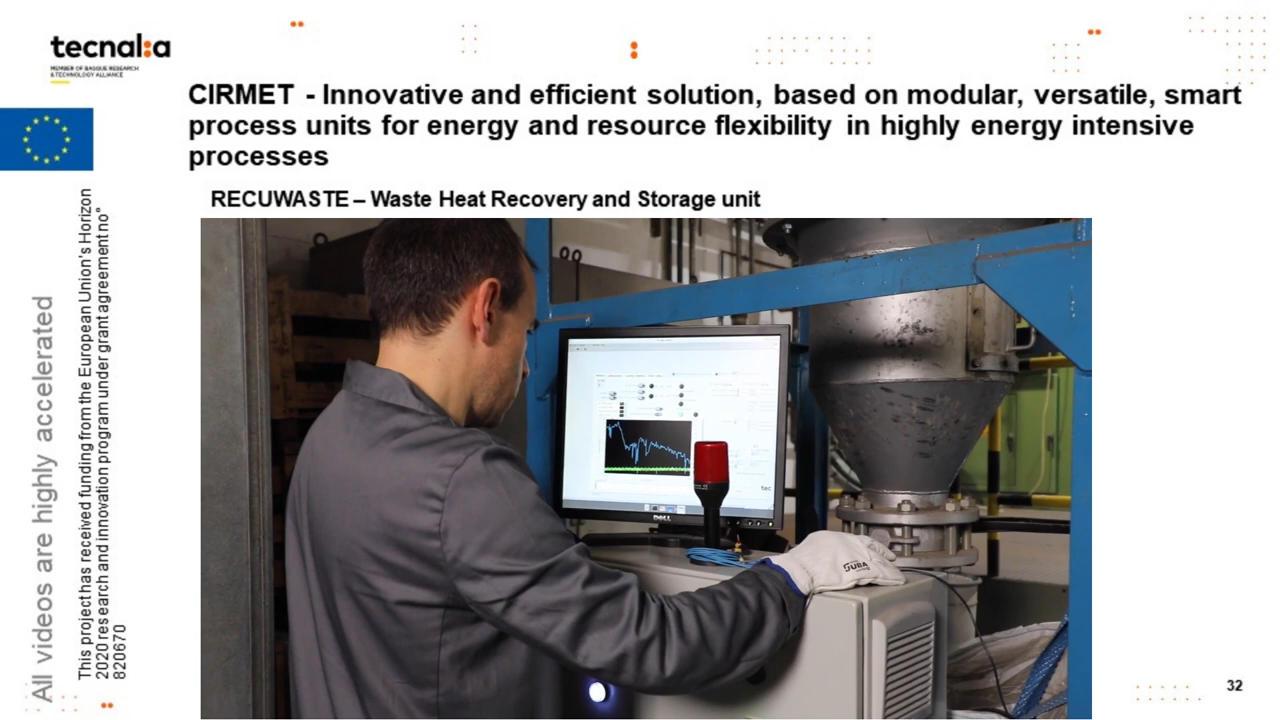 tecnal:a
MEMBER OF BASQUE RESEARCH
& TECHNOLOGY ALLIANCE
CIRMET - Innovative and efficient solution, based on modular, versatile, smart
process units for energy and resource flexibility in highly energy intensive
processes
RECUWASTE – Waste Heat Recovery and Storage unit
All videos are highly accelerated
This project has received funding from the European Union's Horizon
2020 research and innovation program under grant agreement no°
820670
DELL
tec
JUBA
32